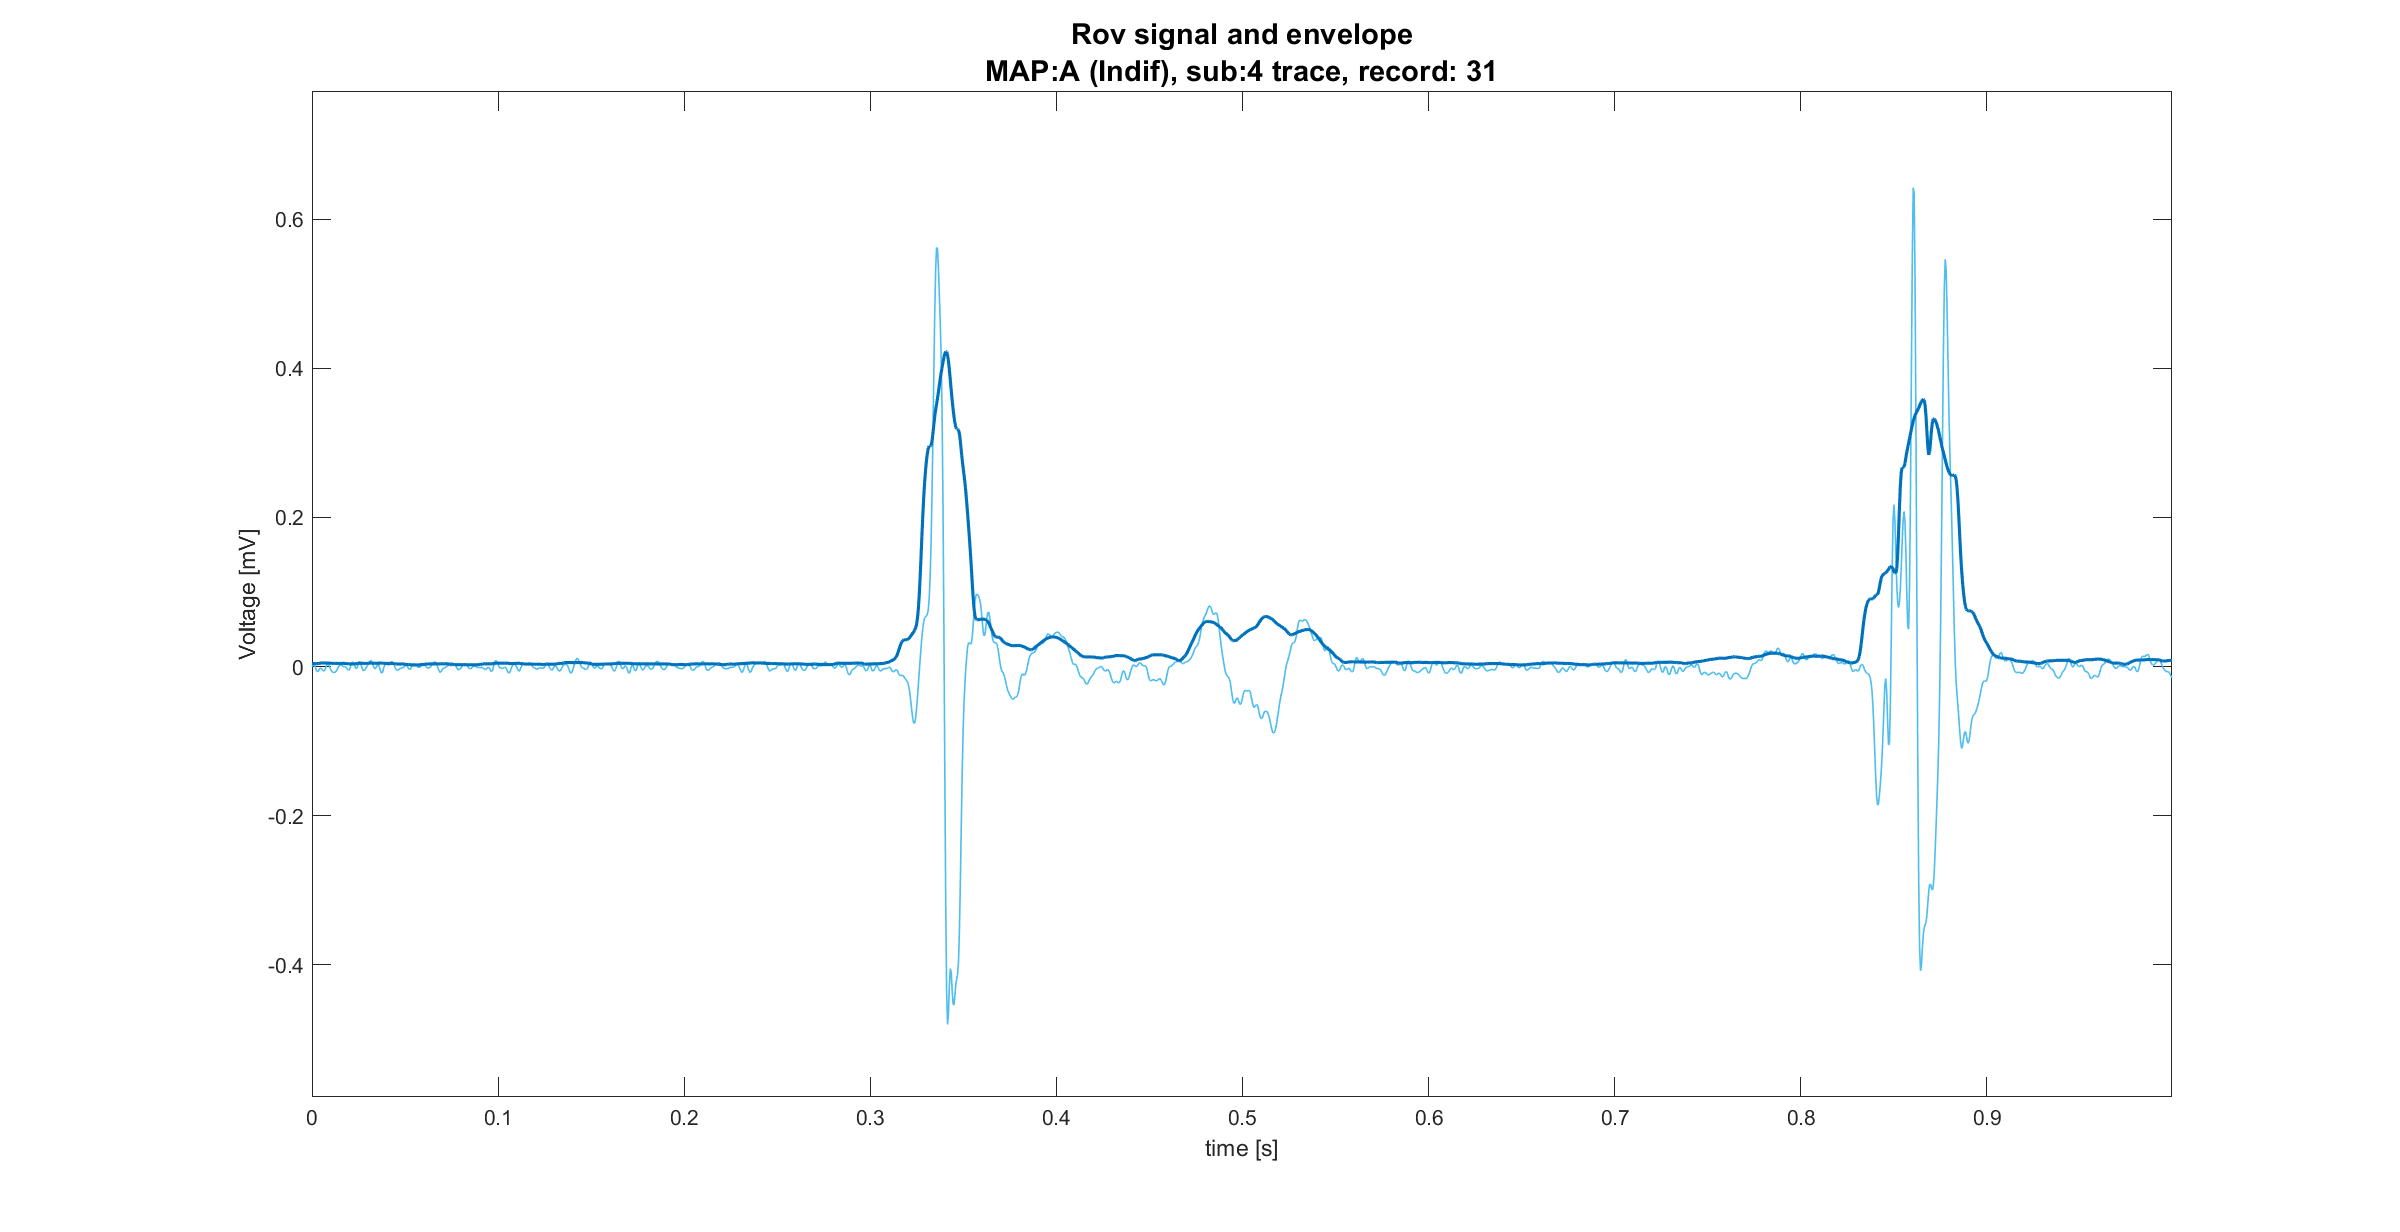 Rov signal and envelope
MAP:A (Indif), sub:4 trace, record: 31
Voltage [mV]
0.6
0.4
0.2
0
-0.2
-0.4
0 0.1 0.2 0.3 0.4 0.5 0.6 0.7 0.8 0.9
time [s]